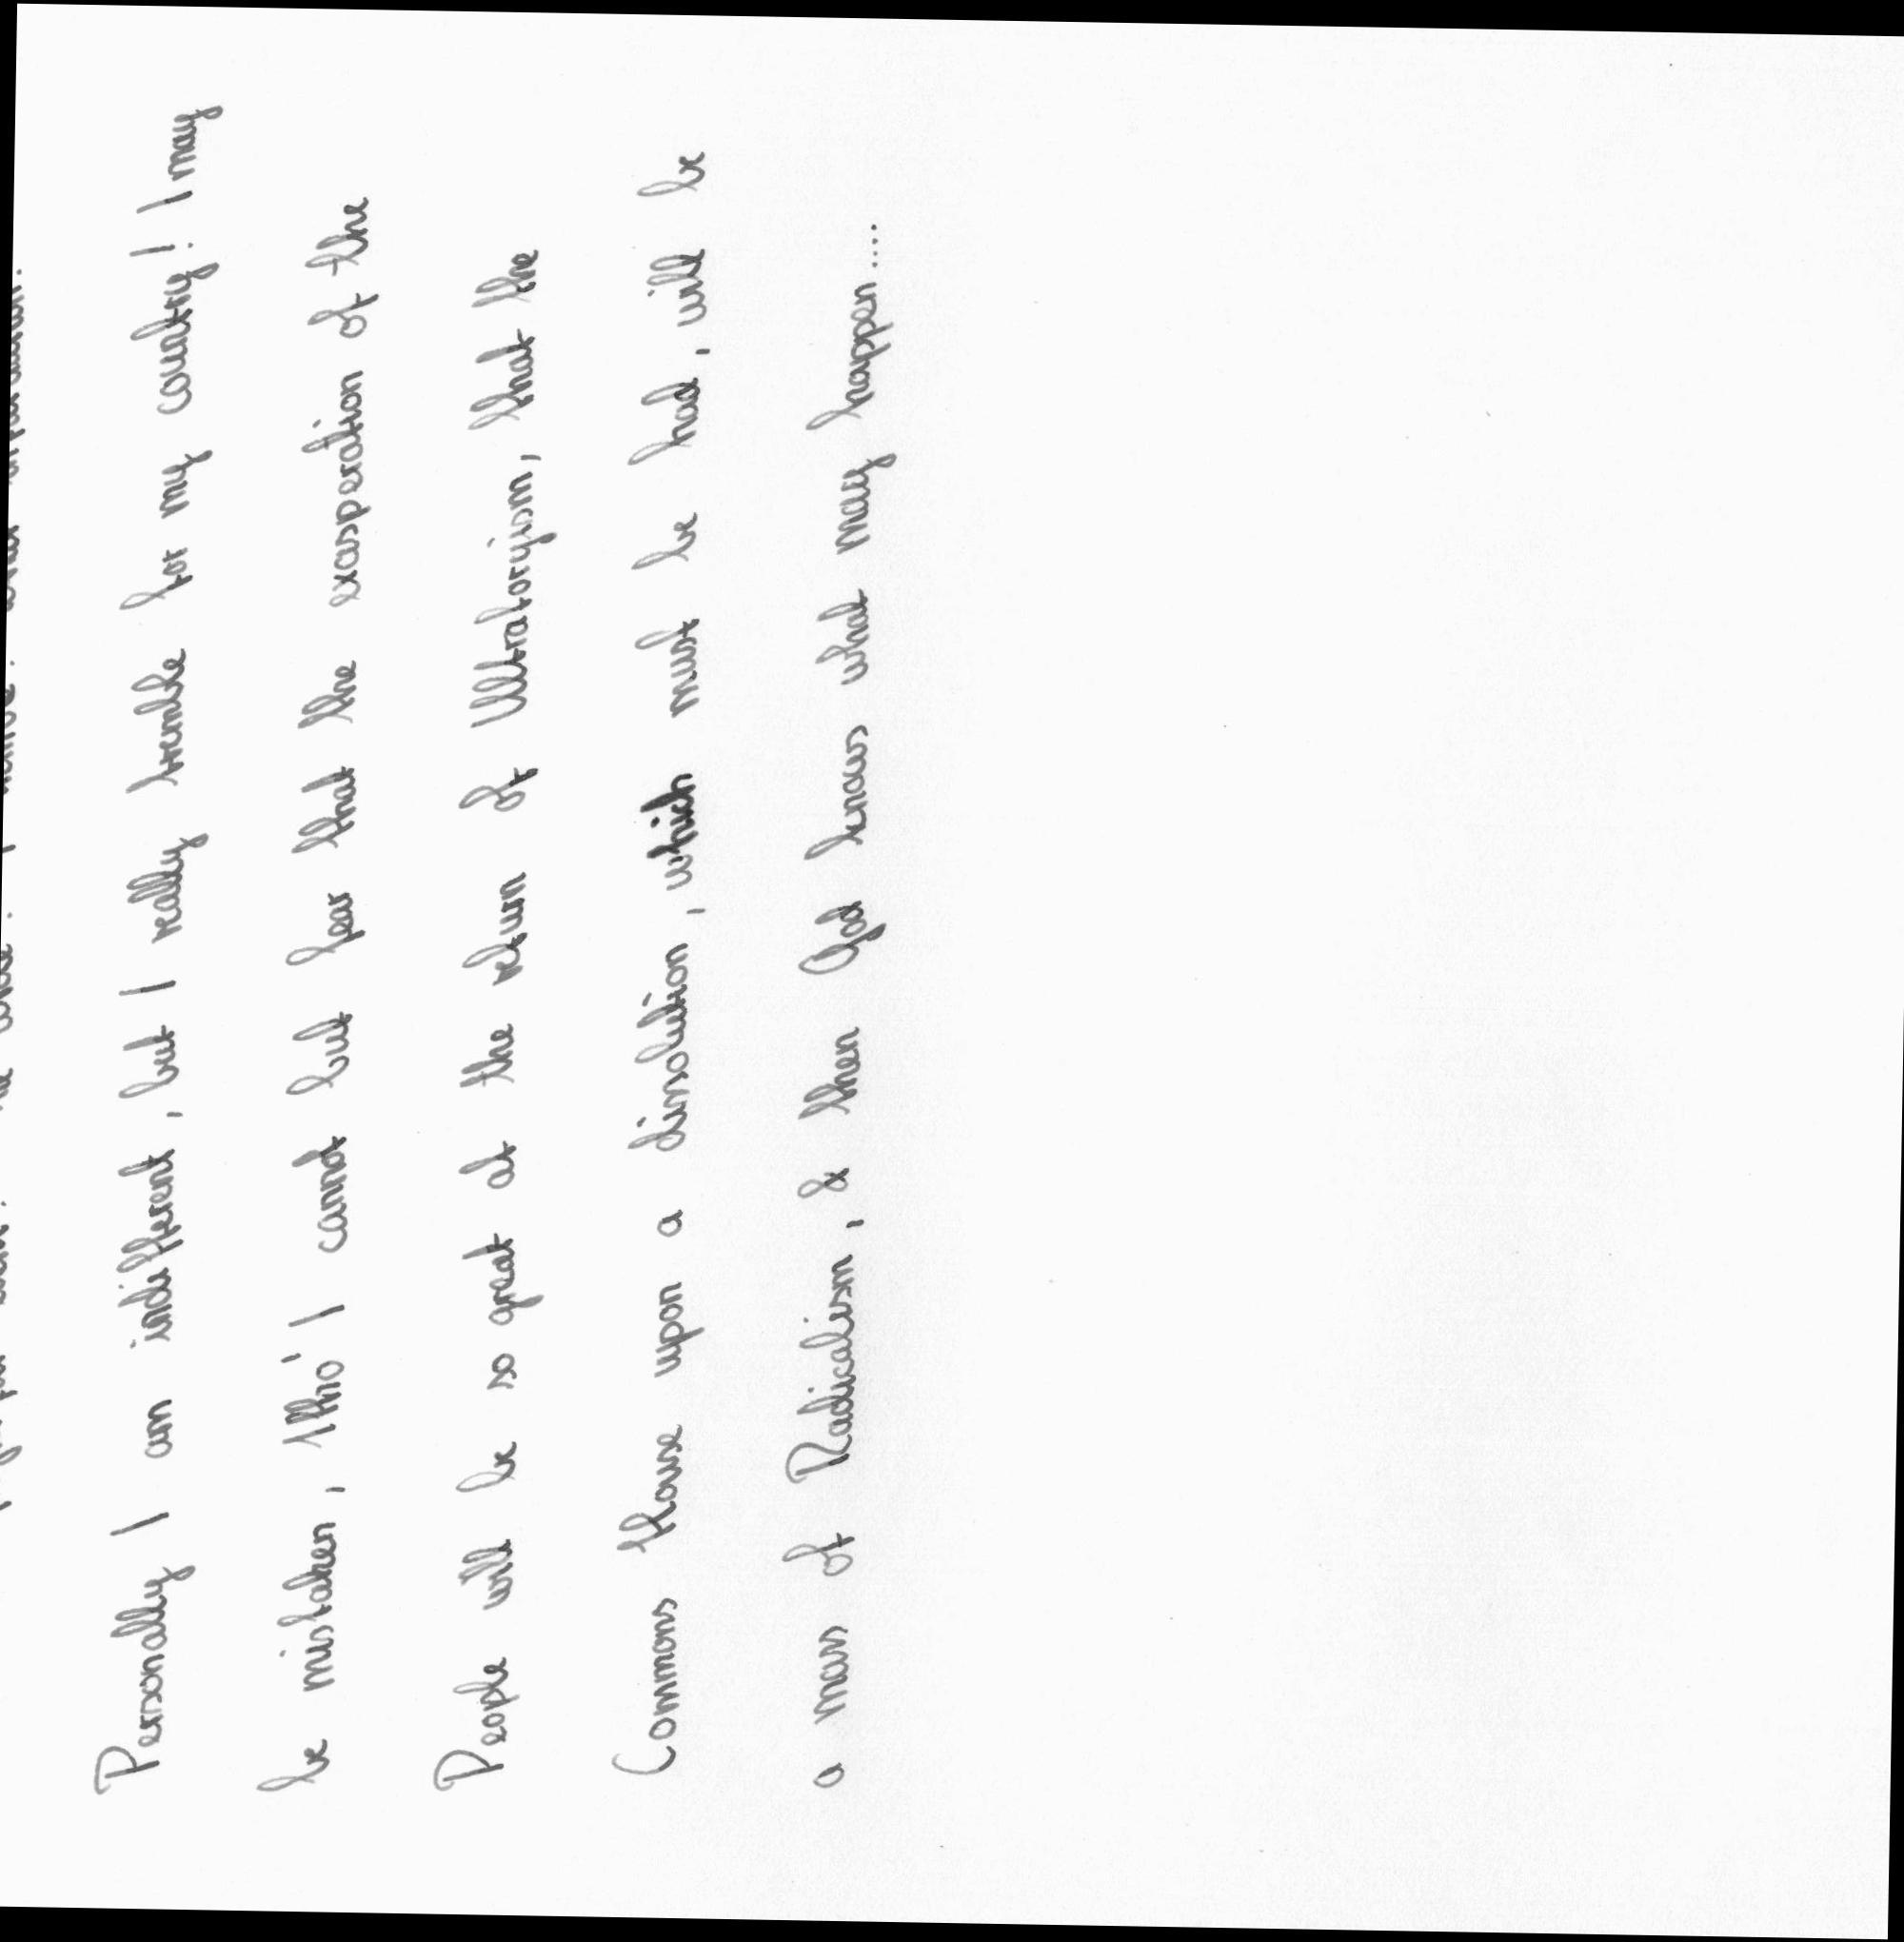 Personally I am indifferent, but I really tremble for my country! I may
be mistaken, Itho' I cannot but fear that the exasperation of the
People will be so great at the return of Ultratoryism, that the
Commons House upon a dissolution, which must be had, will be
a mass of Radicalism, & then God knows what may happen....